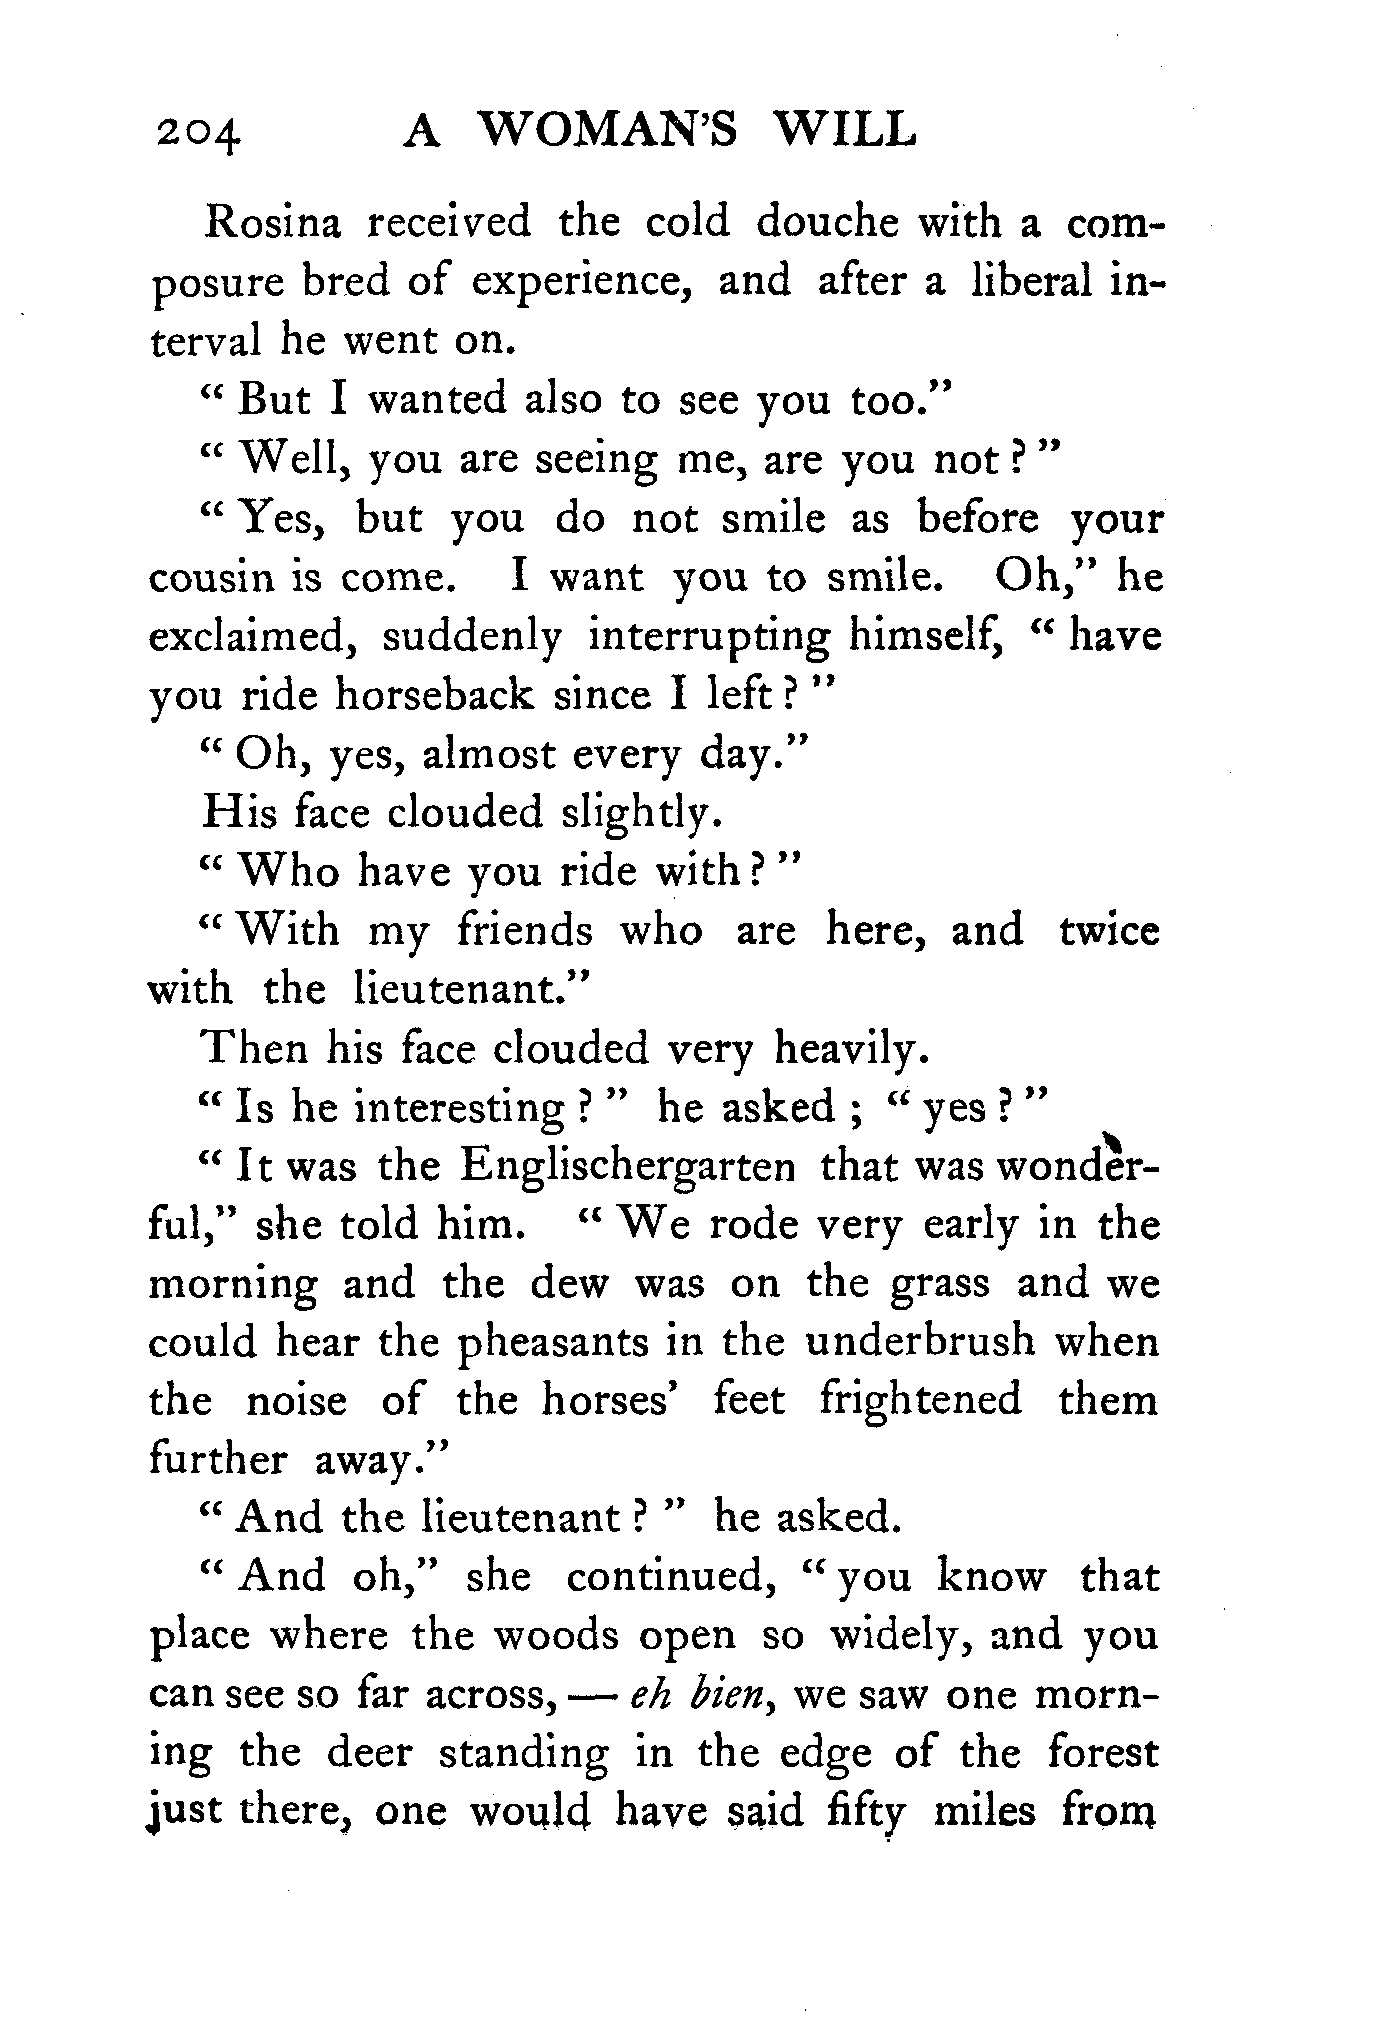 204 A WOMAN'S WILL
Rosina received the cold douche with a com-
posure bred of experience, and after a liberal in-
terval he went on.
“ But I wanted also to see you too.”
“ Well, you are seeing me, are you not ? ”
“ Yes, but you do not smile as before your
cousin is come. I want you to smile. Oh,” he
exclaimed, suddenly interrupting himself, “ have
you ride horseback since I left ? ”
“ Oh, yes, almost every day.”
His face clouded slightly.
“ Who have you ride with ? ”
“ With my friends who are here, and twice
with the lieutenant.”
Then his face clouded very heavily.
“ Is he interesting ? ” he asked ; “ yes ? ”
“ It was the Englischergarten that was wonder-
ful,” she told him. “ We rode very early in the
morning and the dew was on the grass and we
could hear the pheasants in the underbrush when
the noise of the horses' feet frightened them
further away.”
“ And the lieutenant ? ” he asked.
“ And oh,” she continued, “ you know that
place where the woods open so widely, and you
can see so far across, — eh bien, we saw one morn-
ing the deer standing in the edge of the forest
just there, one would have said fifty miles from